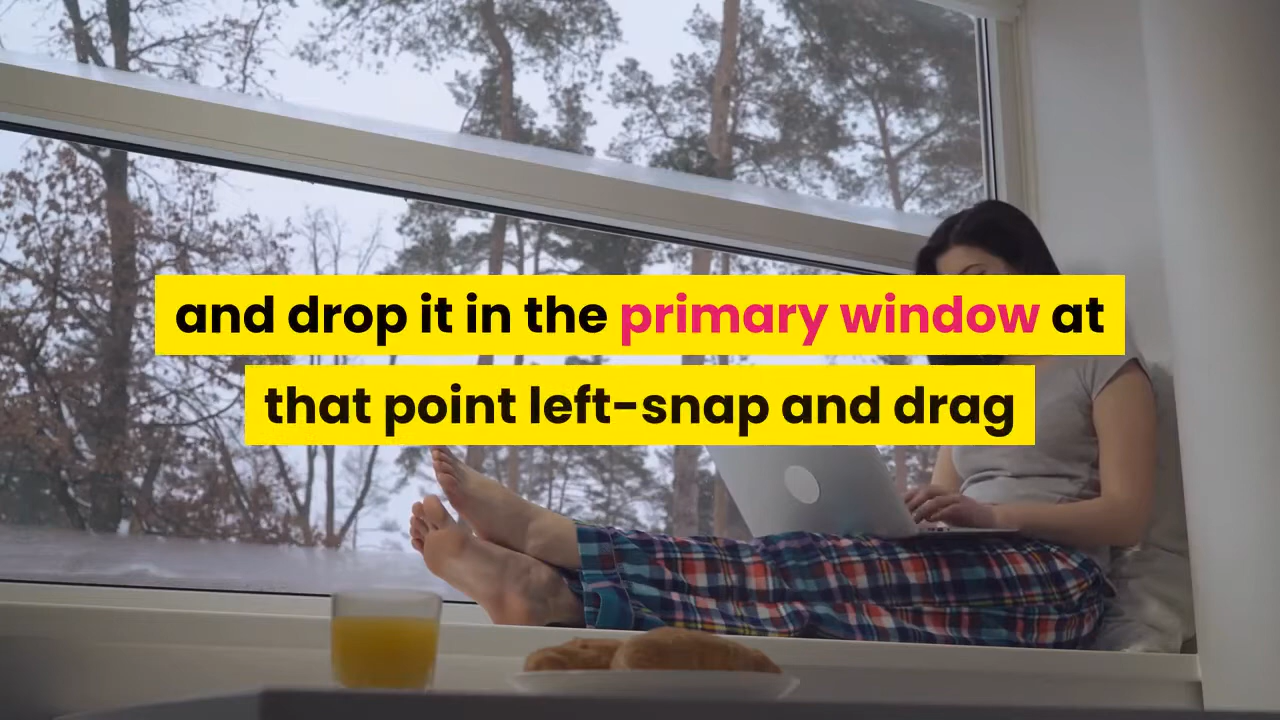 and drop it in the primary window at
that point left-snap and drag